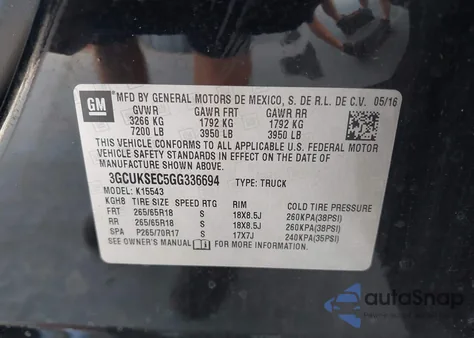 GM
MFD BY GENERAL MOTORS DE MEXICO, S. DE R.L. DE C.V. 05/16
GVWR GAWR FRT GAWR RR
3266 KG 1792 KG 1792 KG
7200 LB 3950 LB 3950 LB
THIS VEHICLE CONFORMS TO ALL APPLICABLE U.S. FEDERAL MOTOR
VEHICLE SAFETY STANDARDS IN EFFECT ON THE DATE OF
MANUFACTURE SHOWN ABOVE.
3GCUKSEC5GG336694 TYPE: TRUCK
MODEL: K15543
KGHB TIRE SIZE SPEED RTG RIM COLD TIRE PRESSURE
FRT 265/65R18 S 18X8.5J 260KPA(38PSI)
RR 265/65R18 S 18X8.5J 260KPA(38PSI)
SPA P265/70R17 S 17X7J 240KPA(35PSI)
SEE OWNER'S MANUAL FOR MORE INFORMATION.
autoSnap